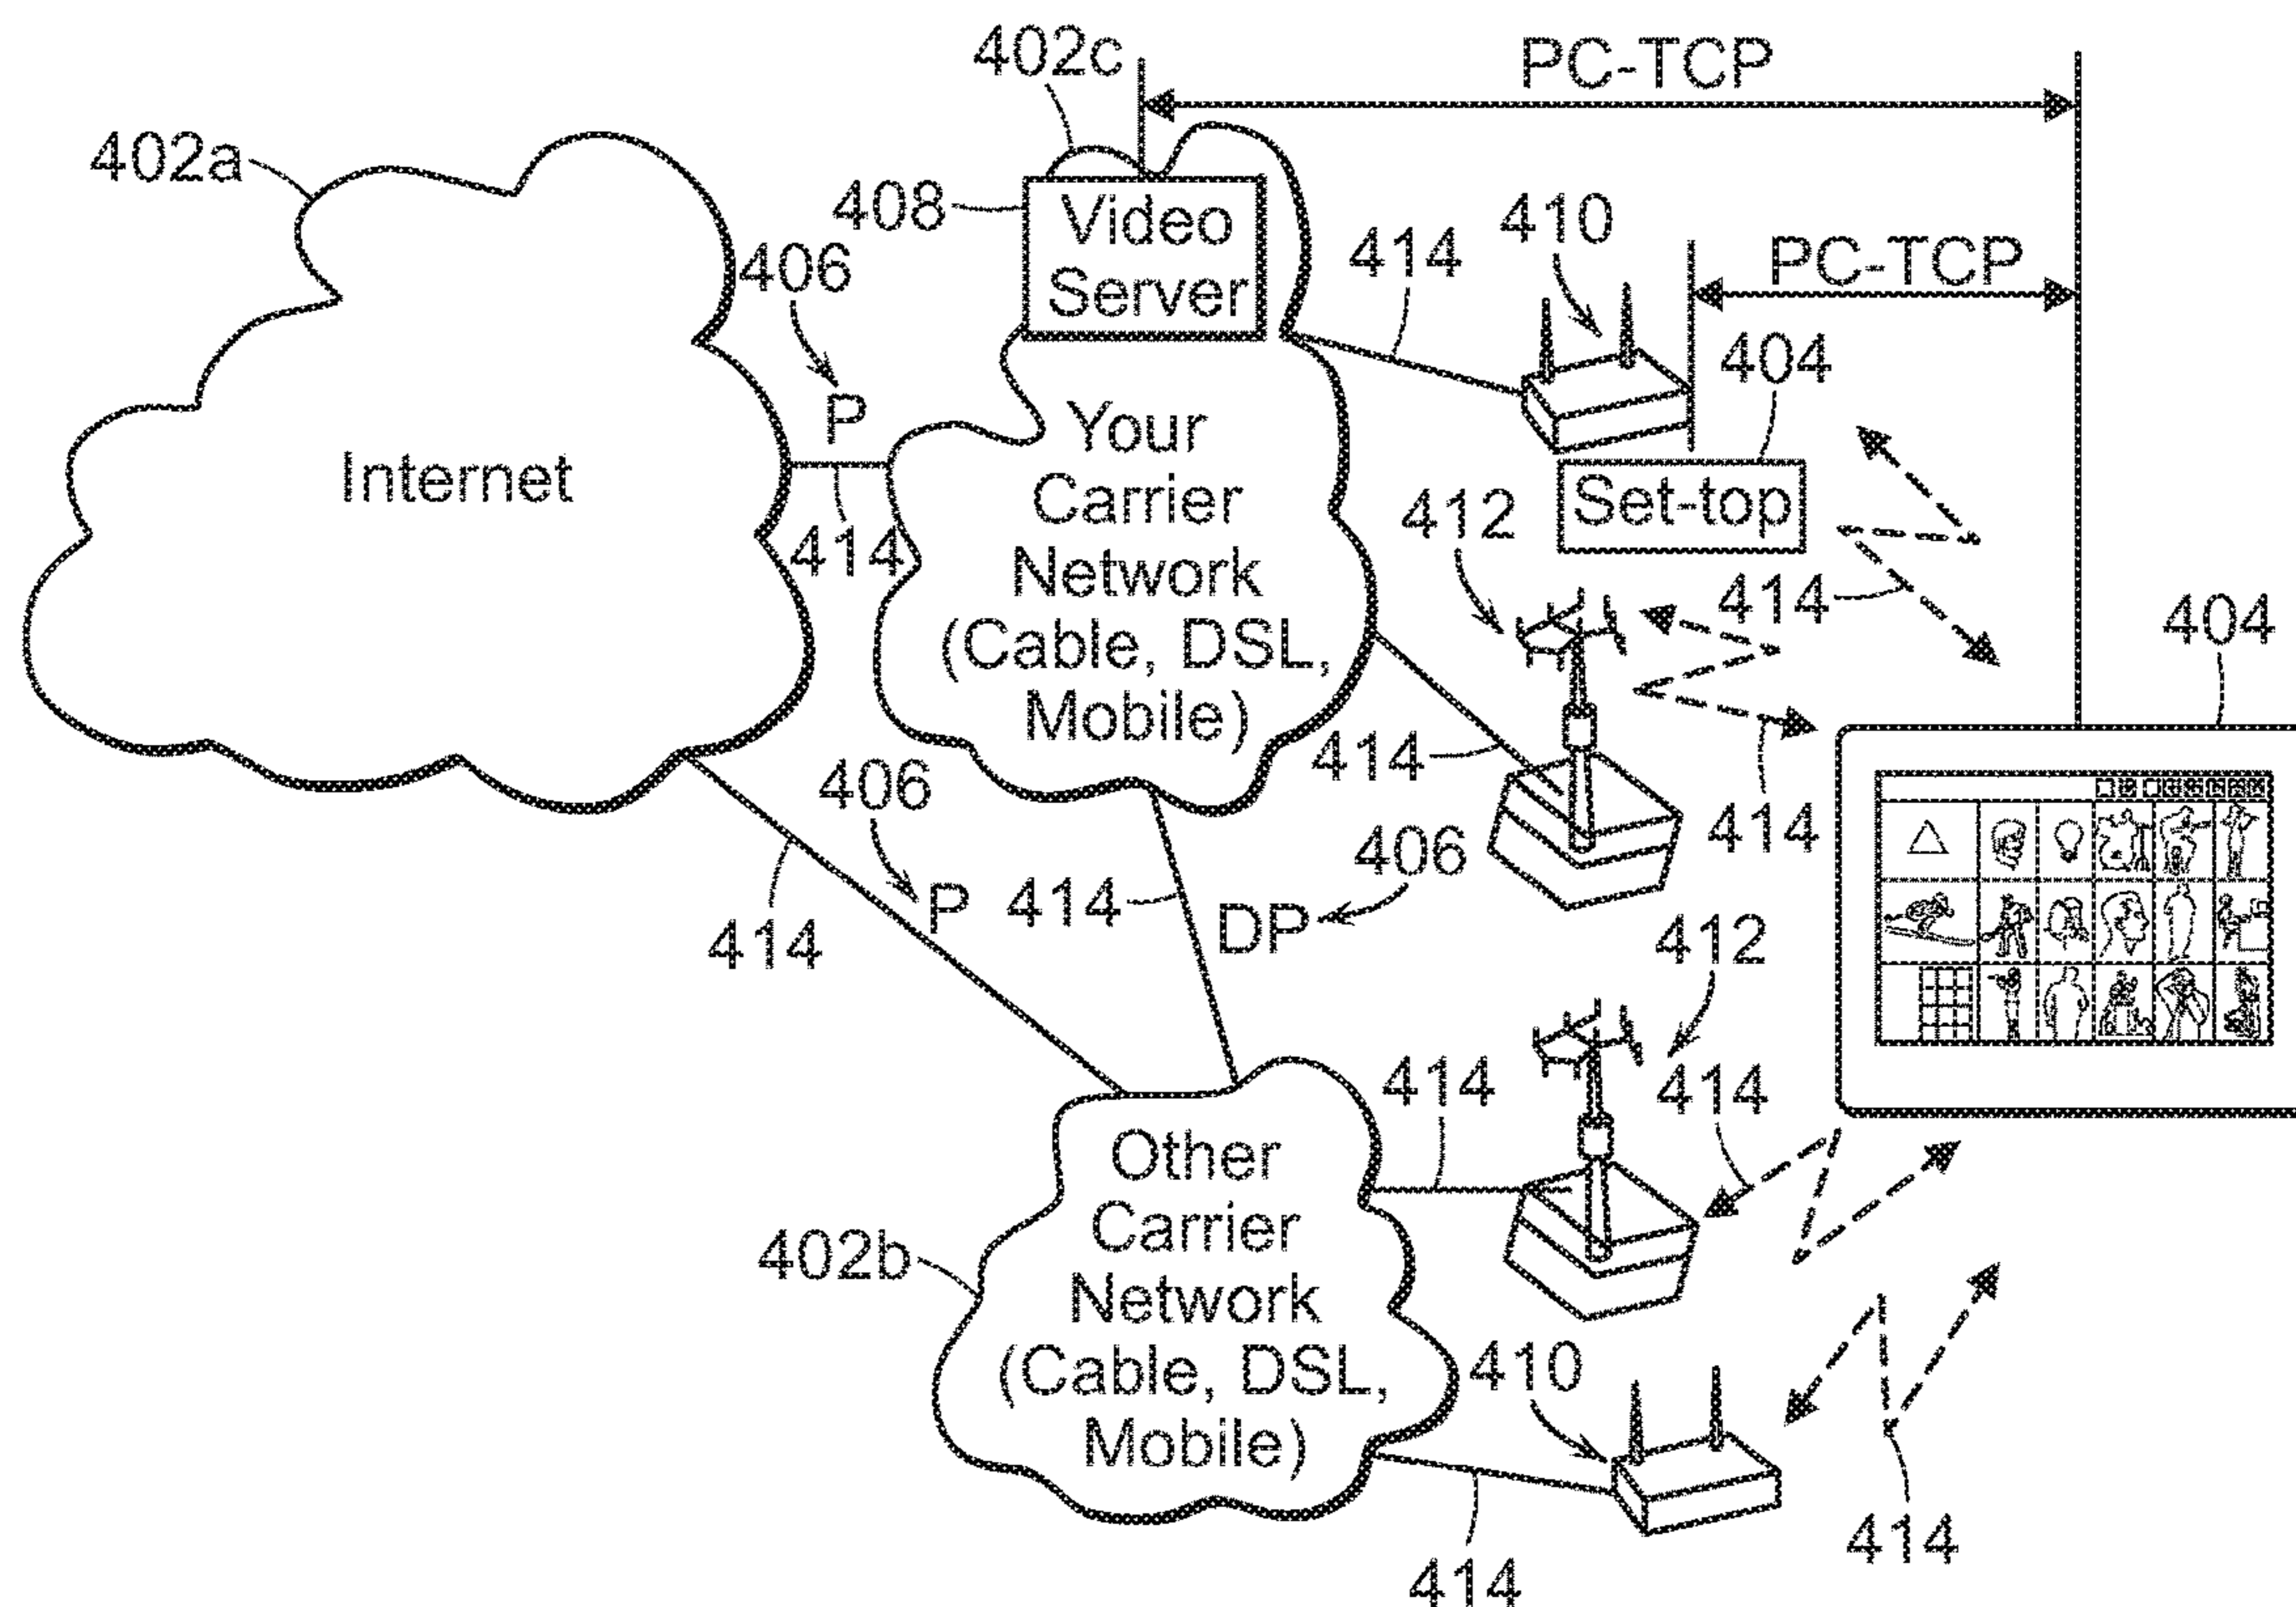 402c
PC-TCP
402a
408
Video
Server
406
P
414
410
PC-TCP
404
414
Internet
Your
Carrier
Network
(Cable, DSL,
Mobile)
Set-top
412
414
404
414
414
406
P
414
414
DP
406
412
414
414
402b
Other
Carrier
Network
(Cable, DSL,
Mobile)
410
414
414